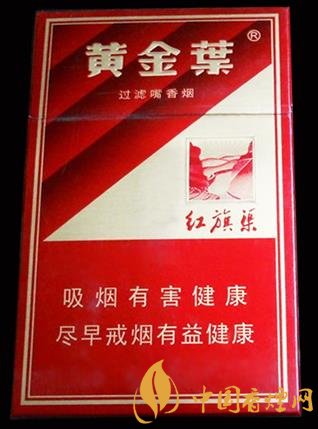 黄金葉®
过滤嘴香烟
红旗渠
吸烟有害健康
尽早戒烟有益健康
中国香烟网